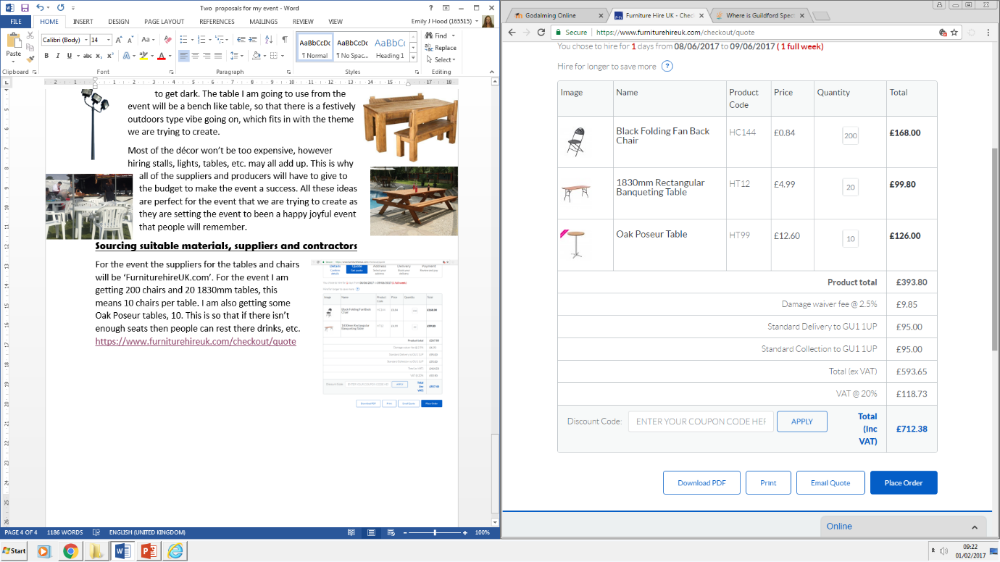 Two proposals for my event - Word
FILE HOME INSERT DESIGN PAGE LAYOUT REFERENCES MAILINGS REVIEW VIEW Emily J Hood (165515)
Paste
Calibri (Body) 14
AaBbCcDc AaBbCcDc AaBbCc
¶ Normal ¶ No Spac... Heading 1
Find
Replace
Select
Clipboard Font Paragraph Styles Editing
to get dark. The table I am going to use from the
event will be a bench like table, so that there is a festively
outdoors type vibe going on, which fits in with the theme
we are trying to create.
Most of the décor won't be too expensive, however
hiring stalls, lights, tables, etc. may all add up. This is why
all of the suppliers and producers will have to give to
the budget to make the event a success. All these ideas
are perfect for the event that we are trying to create as
they are setting the event to been a happy joyful event
that people will remember.
Sourcing suitable materials, suppliers and contractors
For the event the suppliers for the tables and chairs
will be 'FurniturehireUK.com'. For the event I am
getting 200 chairs and 20 1830mm tables, this
means 10 chairs per table. I am also getting some
Oak Poseur tables, 10. This is so that if there isn't
enough seats then people can rest there drinks, etc.
https://www.furniturehireuk.com/checkout/quote
PAGE 4 OF 4 1186 WORDS ENGLISH (UNITED KINGDOM) 100%
Godalming Online Furniture Hire UK - Chec Where is Guildford Spect
Secure https://www.furniturehireuk.com/checkout/quote
You chose to hire for 1 days from 08/06/2017 to 09/06/2017 ( 1 full week)
Hire for longer to save more ?
Image Name Product Code Price Quantity Total
Black Folding Fan Back Chair HC144 £0.84 200 £168.00
1830mm Rectangular Banqueting Table HT12 £4.99 20 £99.80
Oak Poseur Table HT99 £12.60 10 £126.00
Product total £393.80
Damage waiver fee @ 2.5% £9.85
Standard Delivery to GU1 1UP £95.00
Standard Collection to GU1 1UP £95.00
Total (ex VAT) £593.65
VAT @ 20% £118.73
Discount Code: ENTER YOUR COUPON CODE HEF APPLY Total (inc VAT) £712.38
Download PDF Print Email Quote Place Order
Online
Start
09:22
01/02/2017